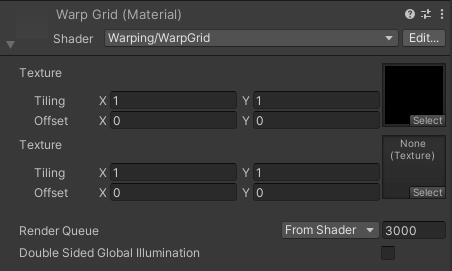 Warp Grid (Material)
Shader Warping/WarpGrid Edit...
Texture
Tiling X 1 Y 1
Offset X 0 Y 0 Select
Texture None
(Texture)
Tiling X 1 Y 1
Offset X 0 Y 0 Select
Render Queue From Shader 3000
Double Sided Global Illumination